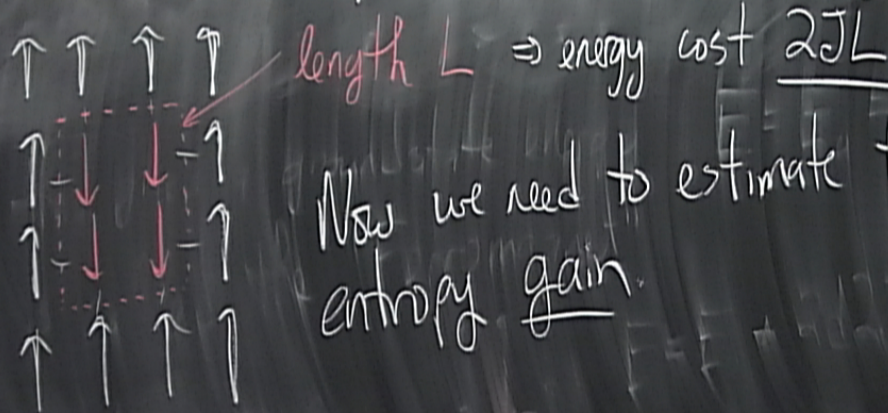 length L ⇒ energy cost 2JL
Now we need to estimate
entropy gain.